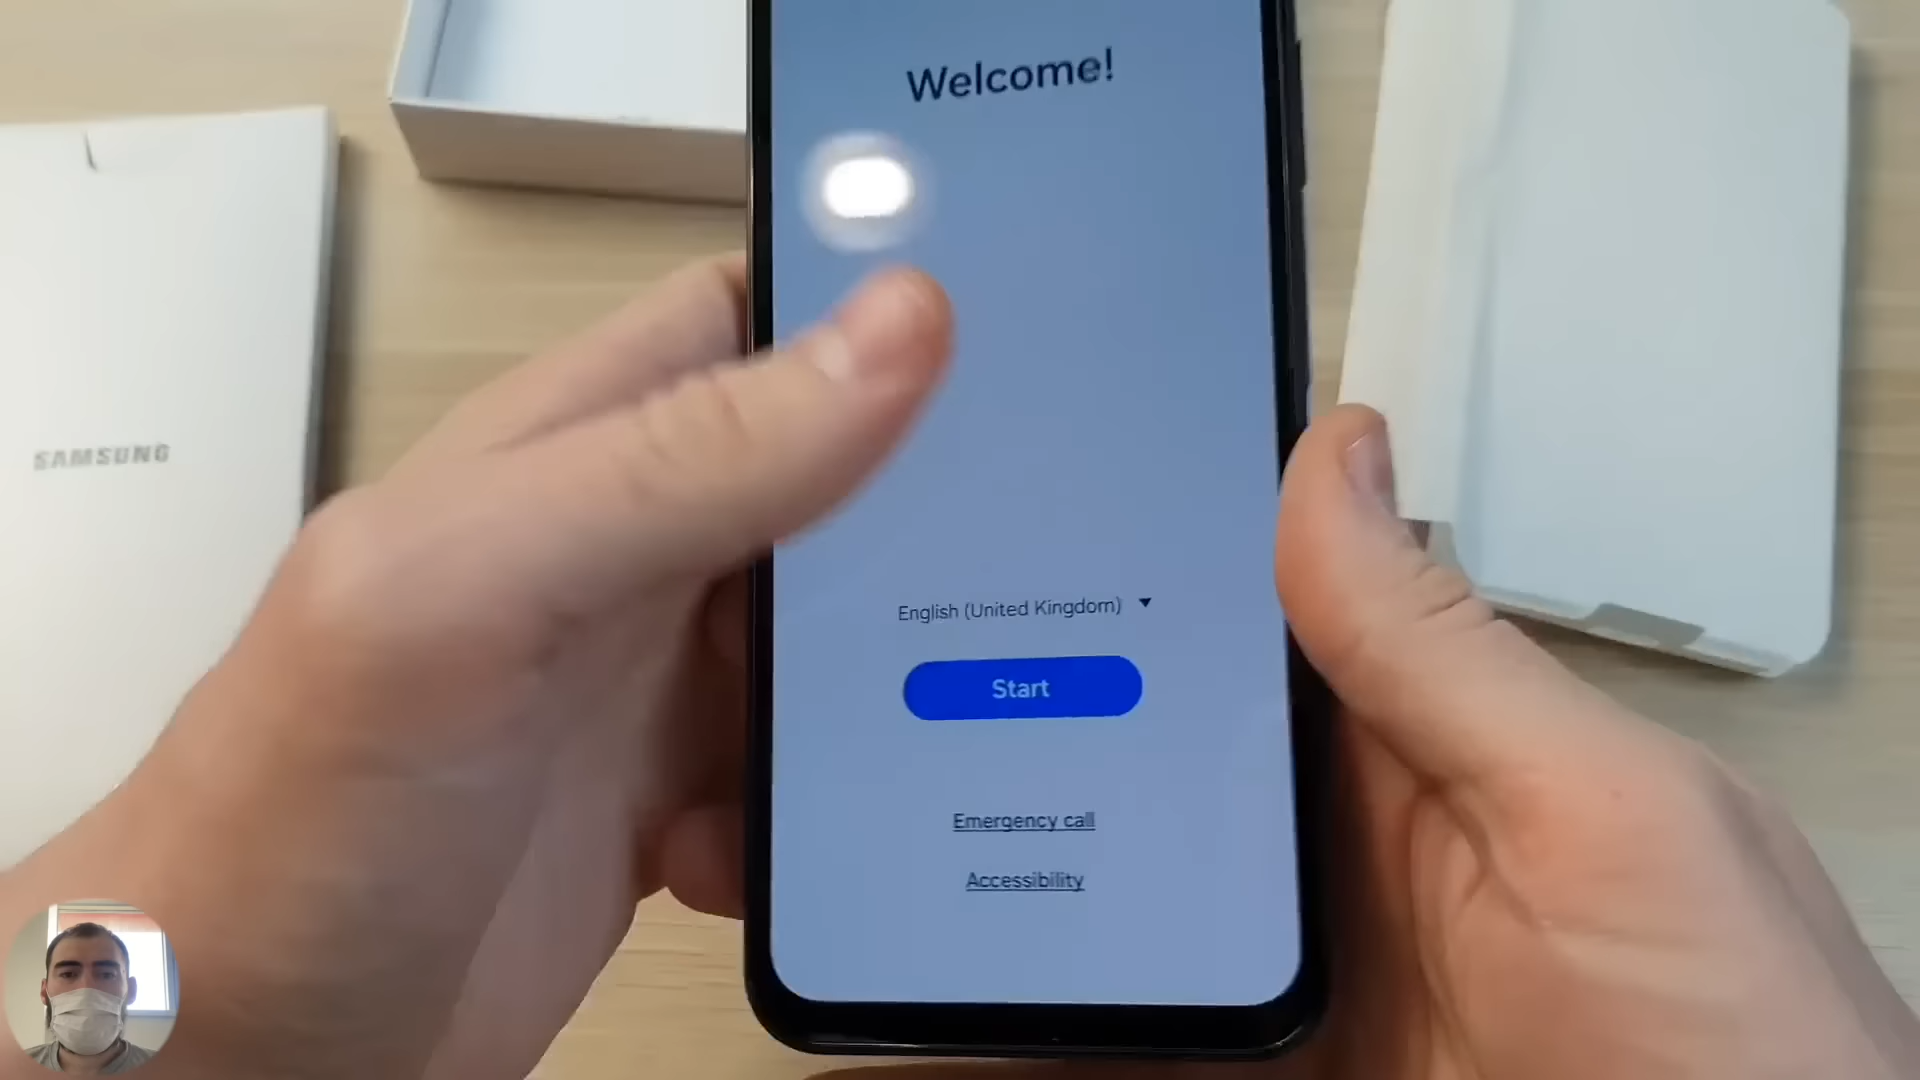 Welcome!
SAMSUNG
English (United Kingdom)
Start
Emergency call
Accessibility